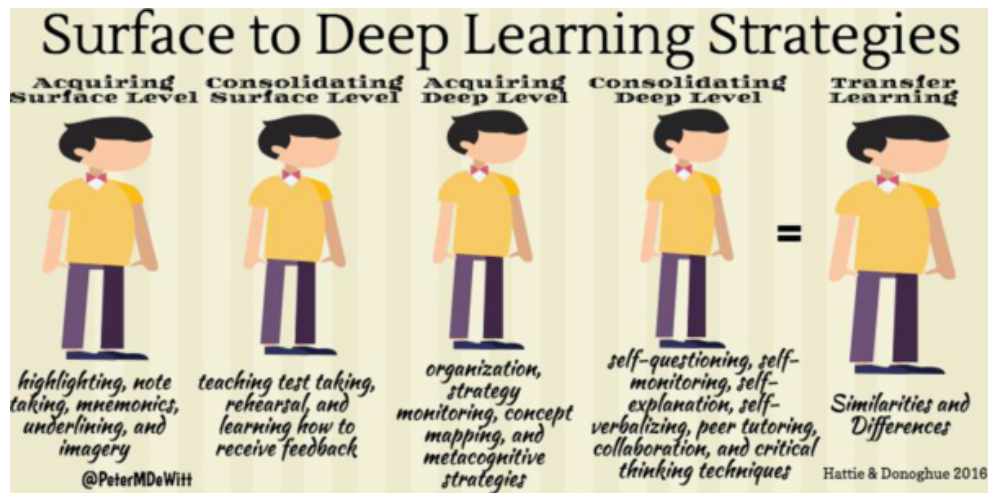 Surface to Deep Learning Strategies
Acquiring
Surface Level
Consolidating
Surface Level
Acquiring
Deep Level
Consolidating
Deep Level
Transfer
Learning
=
highlighting, note
taking, mnemonics,
underlining, and
imagery
teaching test taking,
rehearsal, and
learning how to
receive feedback
organization,
strategy
monitoring, concept
mapping, and
metacognitive
strategies
self-questioning, self-
monitoring, self-
explanation, self-
verbalizing, peer tutoring,
collaboration, and critical
thinking techniques
Similarities and
Differences
@PeterMDeWitt
Hattie & Donoghue 2016